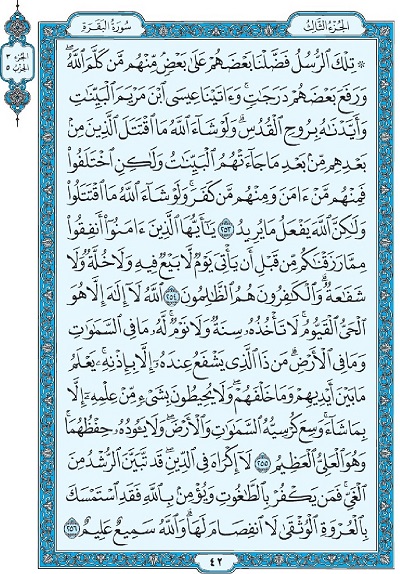 الجزء الثالث
سورة البقرة
الجزء ٣
الحزب ٥
۞ تِلْكَ ٱلرُّسُلُ فَضَّلْنَا بَعْضَهُمْ عَلَىٰ بَعْضٍ مِّنْهُم مَّن كَلَّمَ ٱللَّهُ
وَرَفَعَ بَعْضَهُمْ دَرَجَٰتٍ وَءَاتَيْنَا عِيسَى ٱبْنَ مَرْيَمَ ٱلْبَيِّنَٰتِ
وَأَيَّدْنَٰهُ بِرُوحِ ٱلْقُدُسِ وَلَوْ شَآءَ ٱللَّهُ مَا ٱقْتَتَلَ ٱلَّذِينَ مِنۢ
بَعْدِهِم مِّنۢ بَعْدِ مَا جَآءَتْهُمُ ٱلْبَيِّنَٰتُ وَلَٰكِنِ ٱخْتَلَفُوا۟
فَمِنْهُم مَّنْ ءَامَنَ وَمِنْهُم مَّن كَفَرَ وَلَوْ شَآءَ ٱللَّهُ مَا ٱقْتَتَلُوا۟
وَلَٰكِنَّ ٱللَّهَ يَفْعَلُ مَا يُرِيدُ ٢٥٣ يَٰٓأَيُّهَا ٱلَّذِينَ ءَامَنُوٓا۟ أَنفِقُوا۟
مِمَّا رَزَقْنَٰكُم مِّن قَبْلِ أَن يَأْتِىَ يَوْمٌ لَّا بَيْعٌ فِيهِ وَلَا خُلَّةٌ وَلَا
شَفَٰعَةٌ وَٱلْكَٰفِرُونَ هُمُ ٱلظَّٰلِمُونَ ٢٥٤ ٱللَّهُ لَآ إِلَٰهَ إِلَّا هُوَ
ٱلْحَىُّ ٱلْقَيُّومُ لَا تَأْخُذُهُۥ سِنَةٌ وَلَا نَوْمٌ لَّهُۥ مَا فِى ٱلسَّمَٰوَٰتِ
وَمَا فِى ٱلْأَرْضِ مَن ذَا ٱلَّذِى يَشْفَعُ عِندَهُۥٓ إِلَّا بِإِذْنِهِۦ يَعْلَمُ
مَا بَيْنَ أَيْدِيهِمْ وَمَا خَلْفَهُمْ وَلَا يُحِيطُونَ بِشَىْءٍ مِّنْ عِلْمِهِۦٓ إِلَّا
بِمَا شَآءَ وَسِعَ كُرْسِيُّهُ ٱلسَّمَٰوَٰتِ وَٱلْأَرْضَ وَلَا يَـُٔودُهُۥ حِفْظُهُمَا
وَهُوَ ٱلْعَلِىُّ ٱلْعَظِيمُ ٢٥٥ لَآ إِكْرَاهَ فِى ٱلدِّينِ قَد تَّبَيَّنَ ٱلرُّشْدُ مِنَ
ٱلْغَىِّ فَمَن يَكْفُرْ بِٱلطَّٰغُوتِ وَيُؤْمِنۢ بِٱللَّهِ فَقَدِ ٱسْتَمْسَكَ
بِٱلْعُرْوَةِ ٱلْوُثْقَىٰ لَا ٱنفِصَامَ لَهَا وَٱللَّهُ سَمِيعٌ عَلِيمٌ ٢٥٦
٤٢